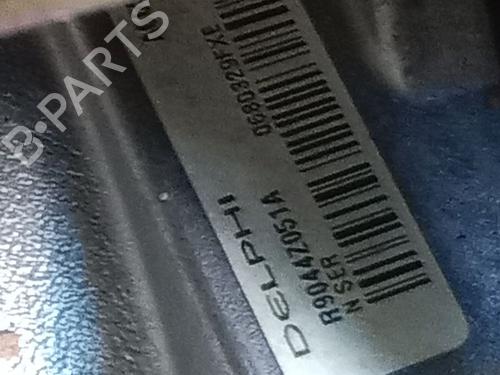 B-PARTS
DELPHI
R9044Z051A
N SER
0680329FXE